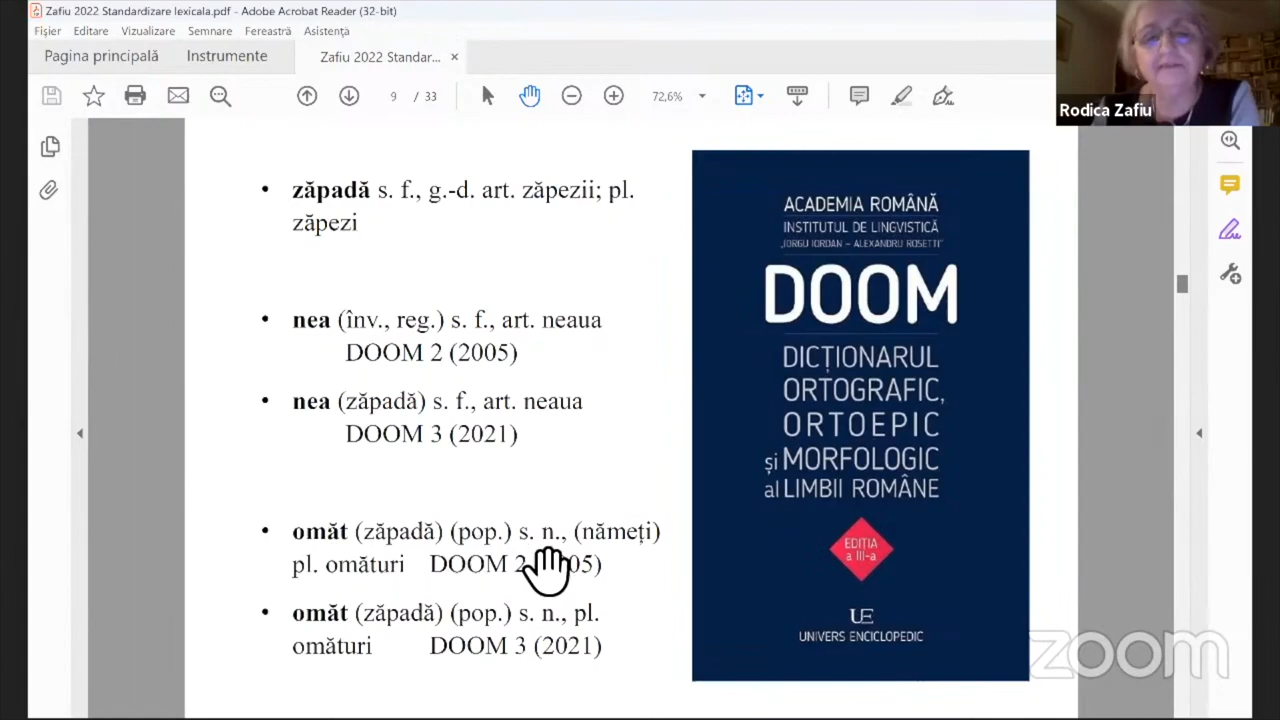 Zafiu 2022 Standardizare lexicala.pdf - Adobe Acrobat Reader (32-bit)
Fișier Editare Vizualizare Semnare Fereastră Asistență
Pagina principală Instrumente Zafiu 2022 Standar... ×
9 / 33 72,6%
Rodica Zafiu
• zăpadă s. f., g.-d. art. zăpezii; pl.
zăpezi
• nea (înv., reg.) s. f., art. neaua
DOOM 2 (2005)
• nea (zăpadă) s. f., art. neaua
DOOM 3 (2021)
• omăt (zăpadă) (pop.) s. n., (nămeți)
pl. omături DOOM 2 05)
• omăt (zăpadă) (pop.) s. n., pl.
omături DOOM 3 (2021)
ACADEMIA ROMÂNĂ
INSTITUTUL DE LINGVISTICĂ
„IORGU IORDAN – ALEXANDRU ROSETTI”
DOOM
DICȚIONARUL
ORTOGRAFIC,
ORTOEPIC
și MORFOLOGIC
al LIMBII ROMÂNE
EDIȚIA
a III-a
UE
UNIVERS ENCICLOPEDIC
zoom